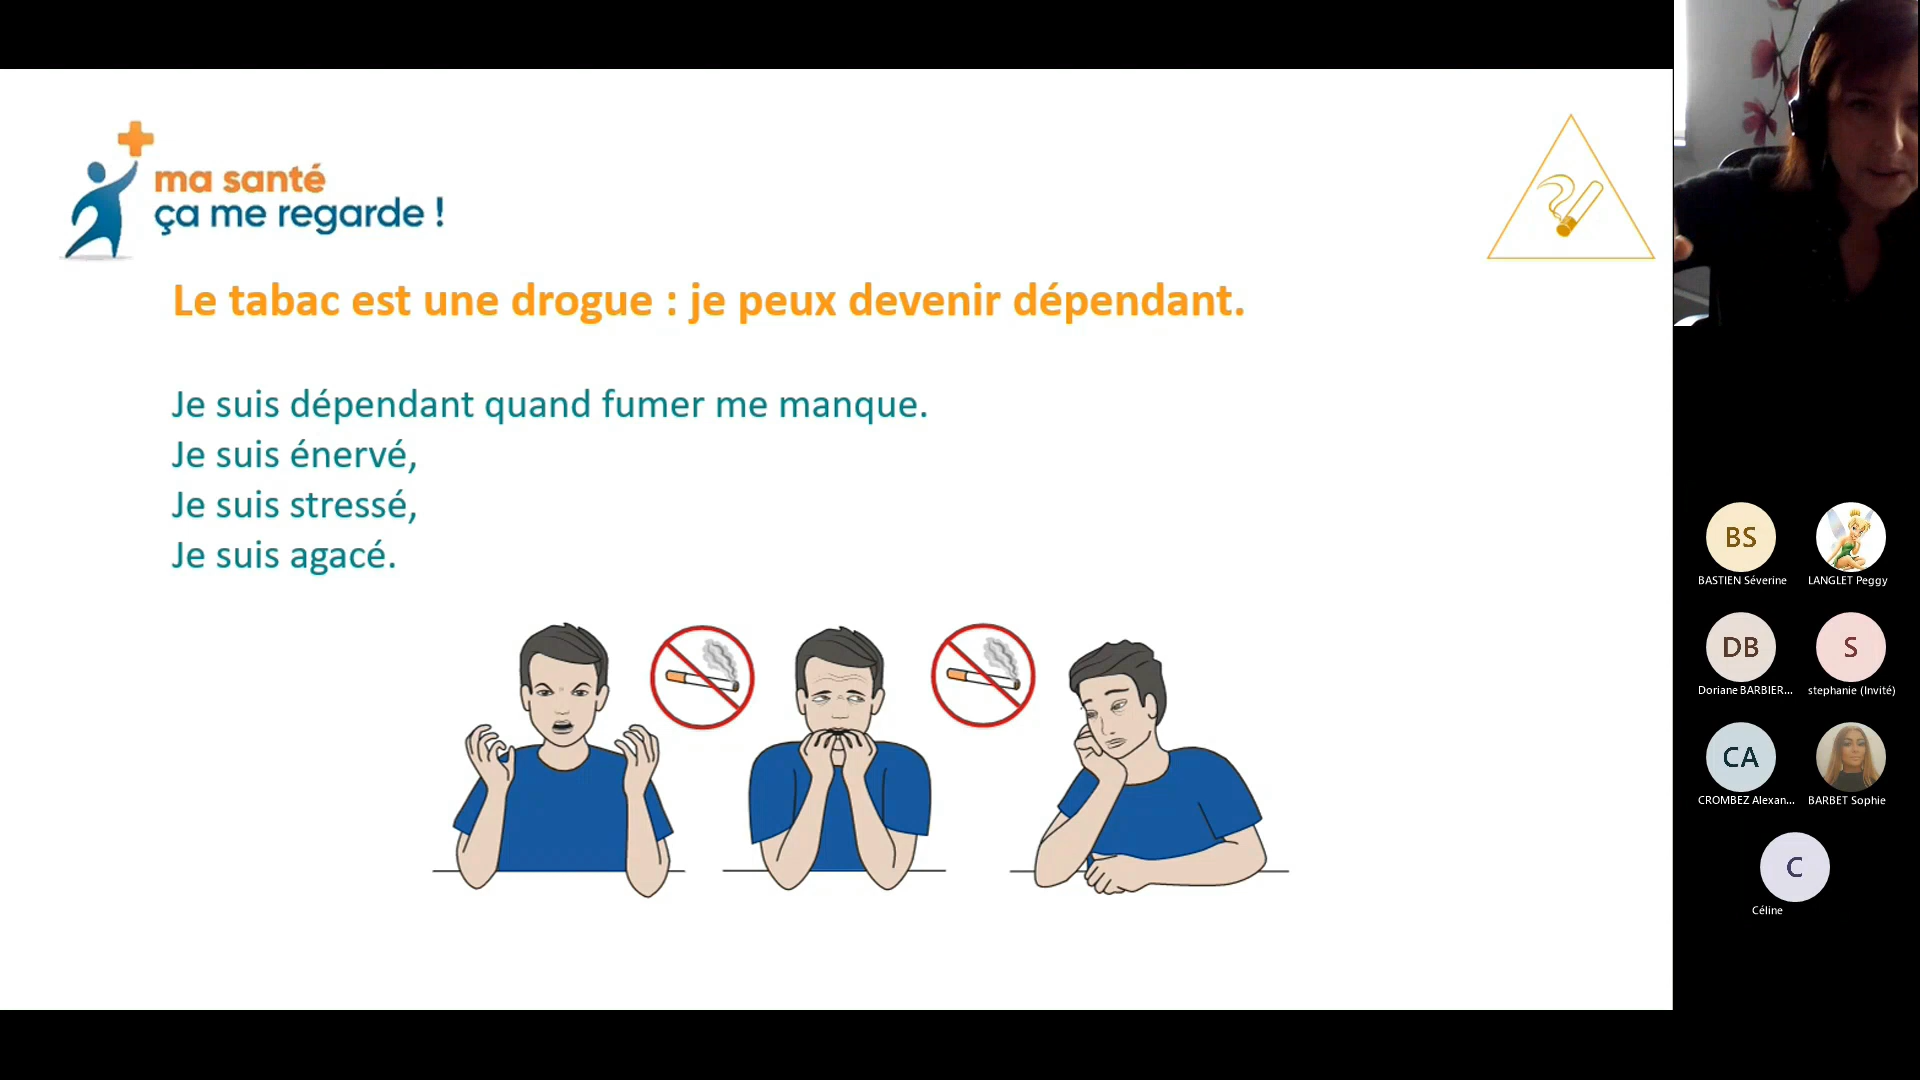 ma santé
ça me regarde !
Le tabac est une drogue : je peux devenir dépendant.
Je suis dépendant quand fumer me manque.
Je suis énervé,
Je suis stressé,
Je suis agacé.
BS
BASTIEN Séverine
LANGLET Peggy
DB
Doriane BARBIER...
S
stephanie (Invité)
CA
CROMBEZ Alexan...
BARBET Sophie
C
Céline